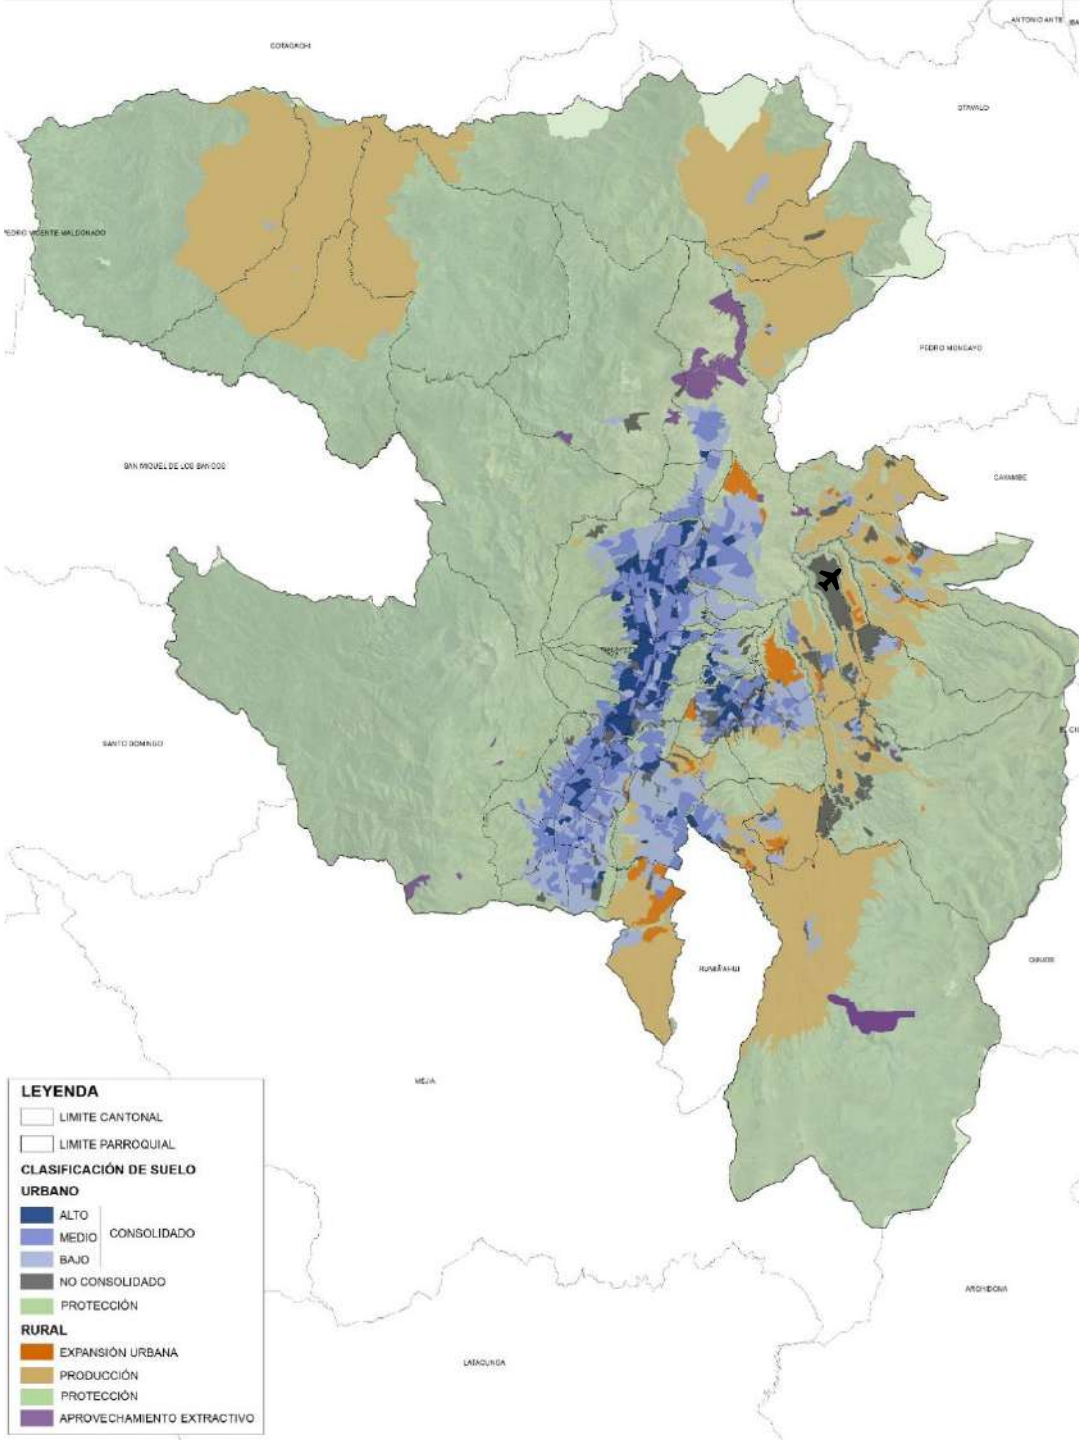 COTACACHI
ANTONIO ANTE
OTAVALO
PEDRO VICENTE MALDONADO
PEDRO MONCAYO
SAN MIGUEL DE LOS BANCOS
CAYAMBE
SANTO DOMINGO
RUMIÑAHUI
MEJIA
ARCHIDONA
LATACUNGA
LEYENDA
LIMITE CANTONAL
LIMITE PARROQUIAL
CLASIFICACIÓN DE SUELO
URBANO
ALTO
MEDIO
CONSOLIDADO
BAJO
NO CONSOLIDADO
PROTECCIÓN
RURAL
EXPANSIÓN URBANA
PRODUCCIÓN
PROTECCIÓN
APROVECHAMIENTO EXTRACTIVO